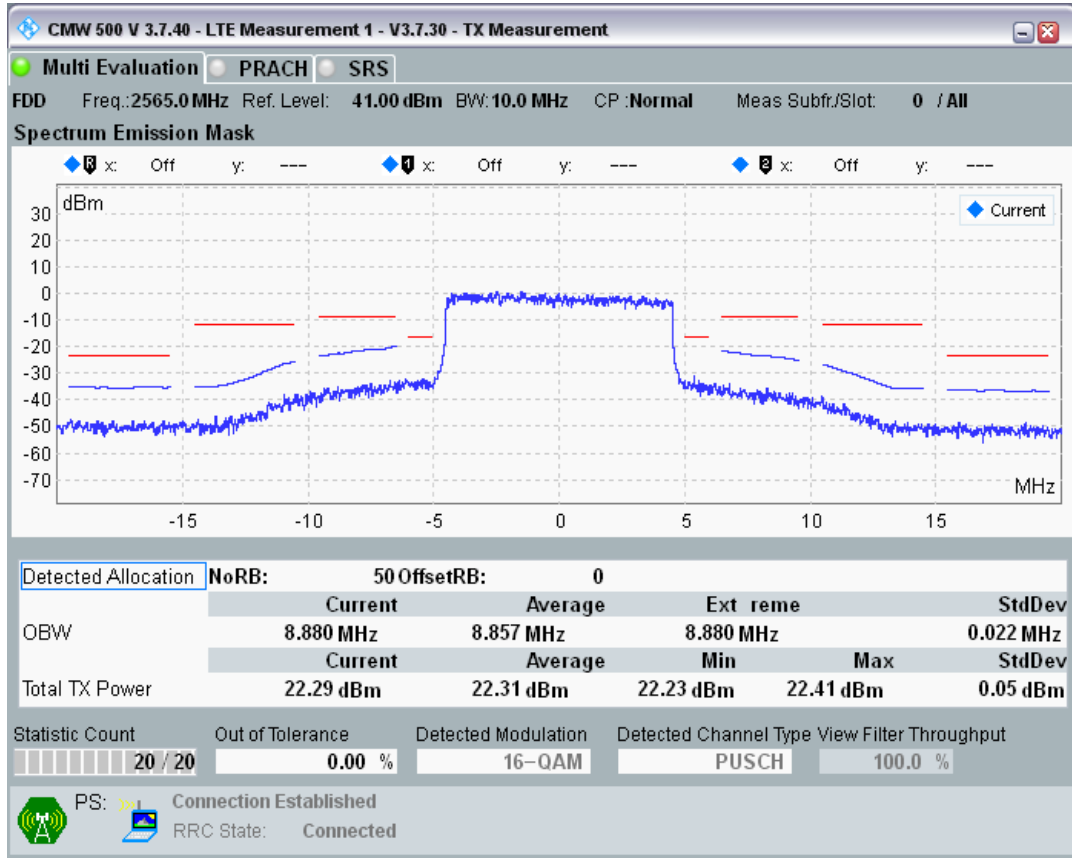 CMW 500 V 3.7.40 - LTE Measurement 1 - V3.7.30 - TX Measurement
Multi Evaluation PRACH SRS
FDD Freq.:2565.0 MHz Ref. Level: 41.00 dBm BW:10.0 MHz CP :Normal Meas Subfr./Slot: 0 / All
Spectrum Emission Mask
R x: Off y: --- 1 x: Off y: --- 2 x: Off y: ---
dBm
Current
30
20
10
0
-10
-20
-30
-40
-50
-60
-70
MHz
-15 -10 -5 0 5 10 15
Detected Allocation NoRB: 50 OffsetRB: 0
Current Average Ext reme StdDev
OBW 8.880 MHz 8.857 MHz 8.880 MHz 0.022 MHz
Current Average Min Max StdDev
Total TX Power 22.29 dBm 22.31 dBm 22.23 dBm 22.41 dBm 0.05 dBm
Statistic Count Out of Tolerance Detected Modulation Detected Channel Type View Filter Throughput
20 / 20 0.00 % 16-QAM PUSCH 100.0 %
PS: Connection Established
RRC State: Connected